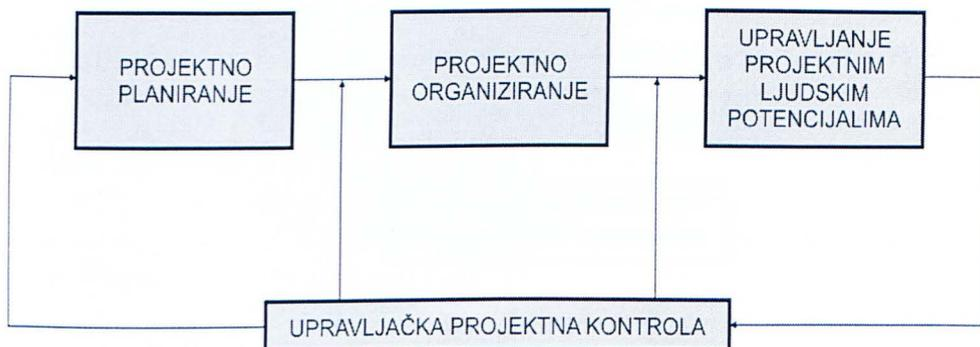 PROJEKTNO
PLANIRANJE
PROJEKTNO
ORGANIZIRANJE
UPRAVLJANJE
PROJEKTNIM
LJUDSKIM
POTENCIJALIMA
UPRAVLJAČKA PROJEKTNA KONTROLA